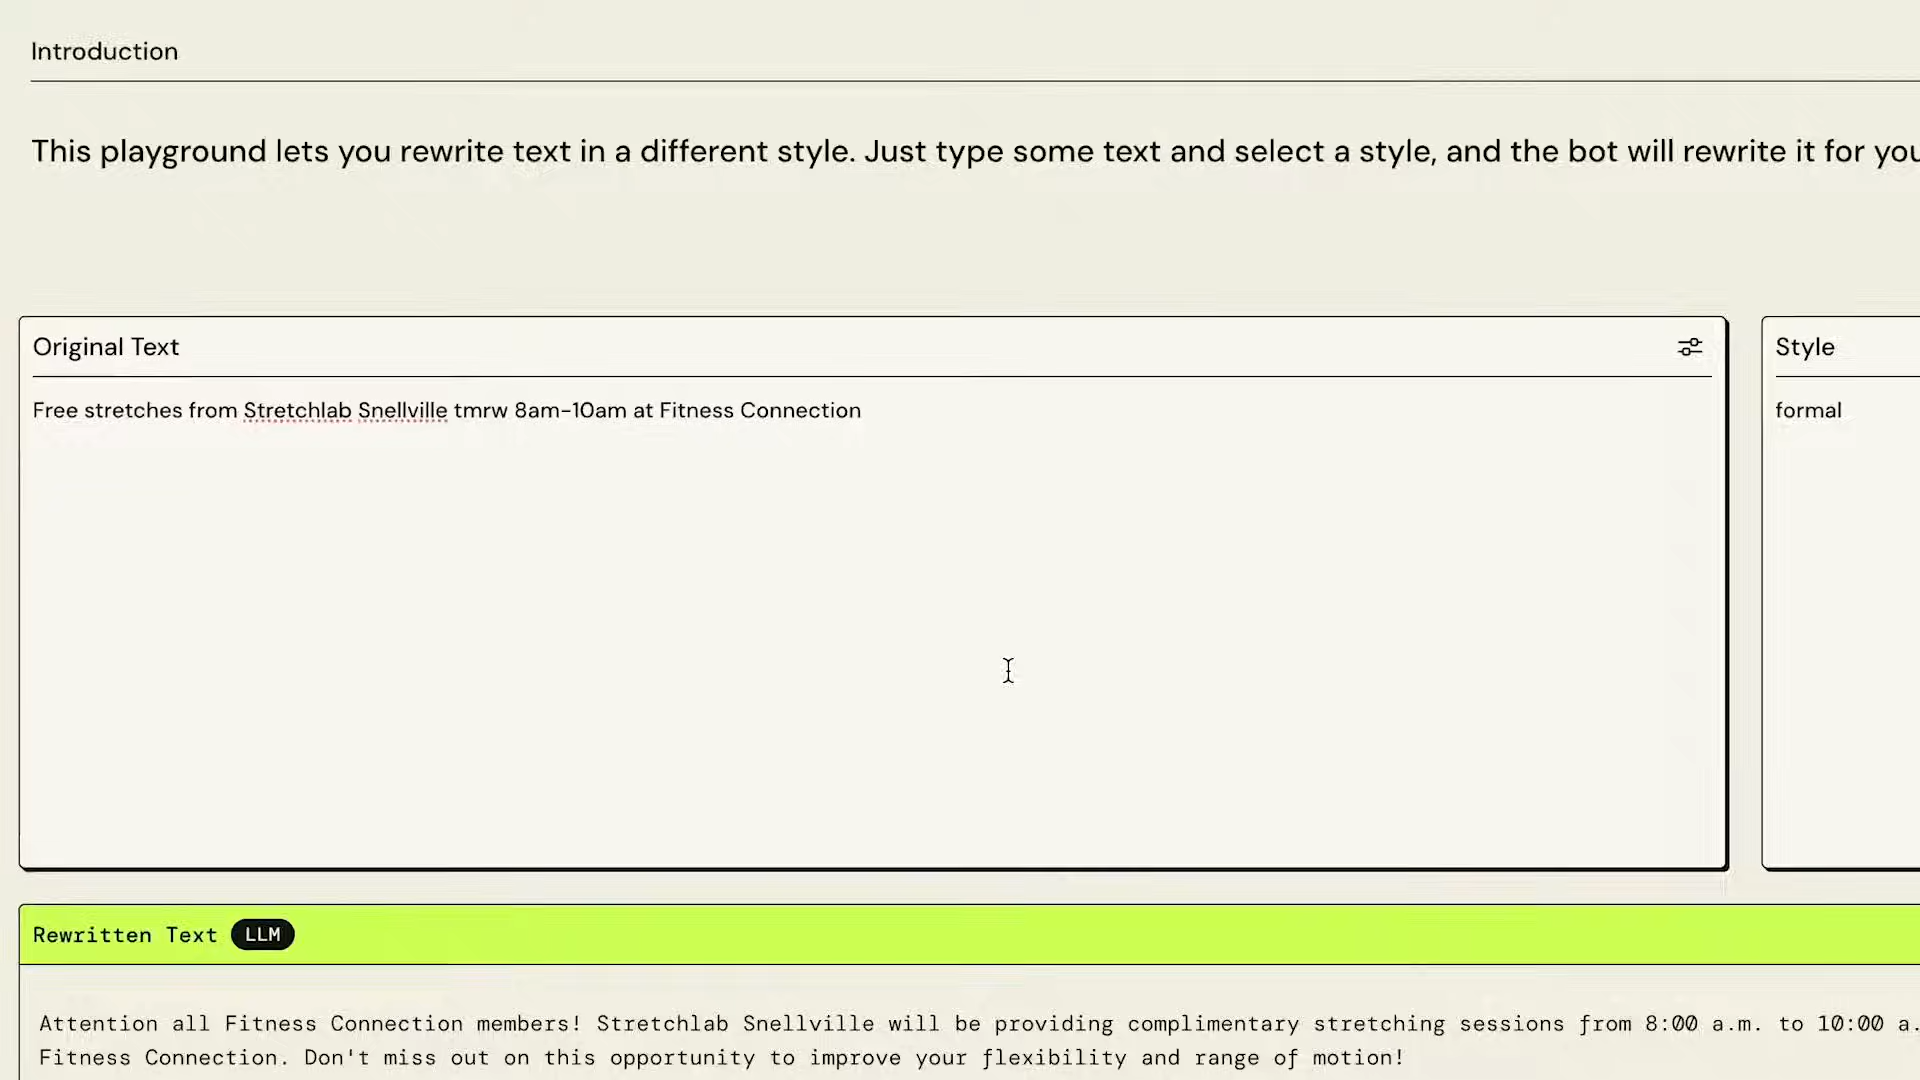 Introduction
This playground lets you rewrite text in a different style. Just type some text and select a style, and the bot will rewrite it for you
Original Text
Style
Free stretches from Stretchlab Snellville tmrw 8am-10am at Fitness Connection
formal
Rewritten Text LLM
Attention all Fitness Connection members! Stretchlab Snellville will be providing complimentary stretching sessions from 8:00 a.m. to 10:00 a.
Fitness Connection. Don't miss out on this opportunity to improve your flexibility and range of motion!